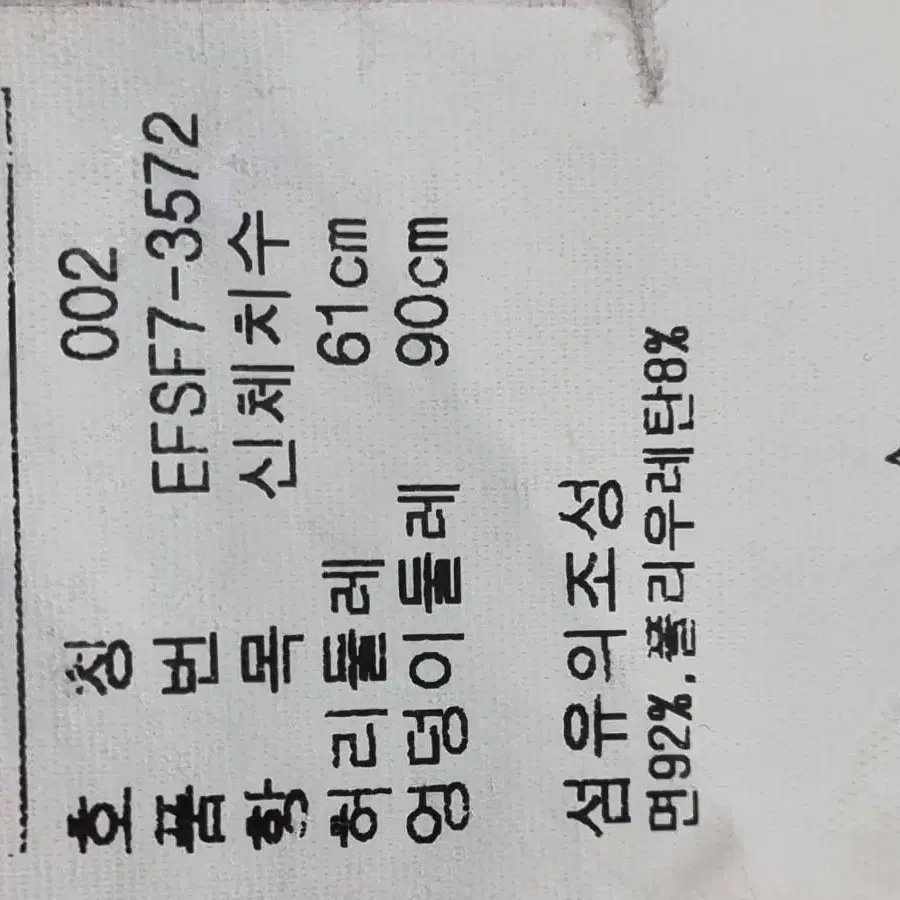 호 칭 002
품 번 EFSF7-3572
항 목 신체치수
허리둘레 61cm
엉덩이둘레 90cm
섬유의조성
면92%, 폴리우레탄8%